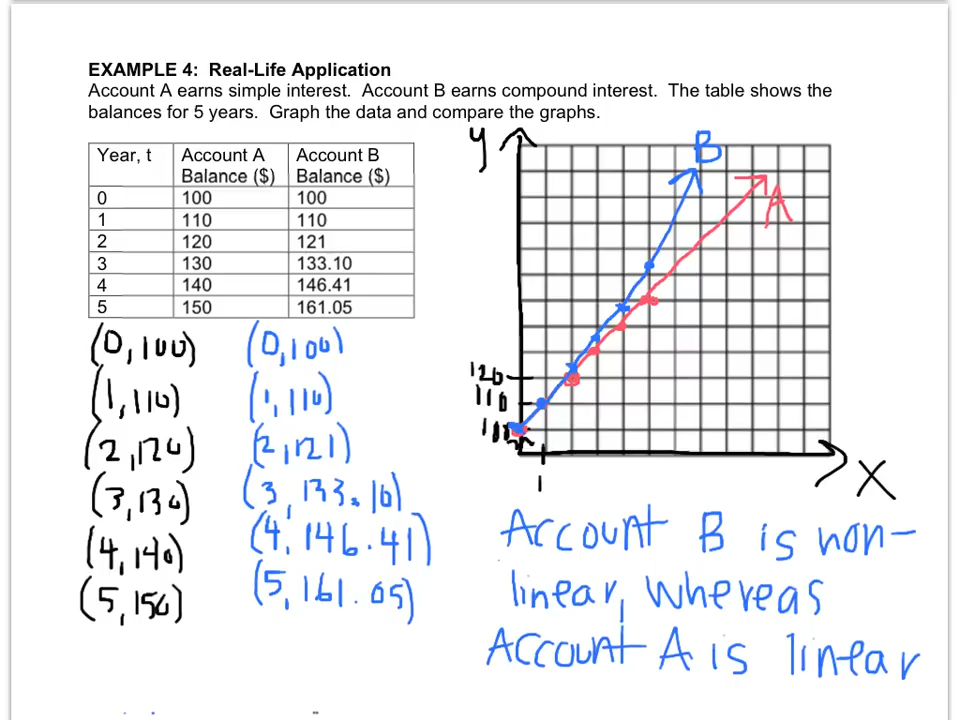 EXAMPLE 4: Real-Life Application
Account A earns simple interest. Account B earns compound interest. The table shows the
balances for 5 years. Graph the data and compare the graphs.
Year, t Account A Balance ($) Account B Balance ($)
0 100 100
1 110 110
2 120 121
3 130 133.10
4 140 146.41
5 150 161.05
(0,100) (0,100)
(1,110) (1,110)
(2,120) (2,121)
(3,130) (3,133.10)
(4,140) (4,146.41)
(5,150) (5,161.05)
y
B
A
120
110
100
1
X
Account B is non-
linear, whereas
Account A is linear